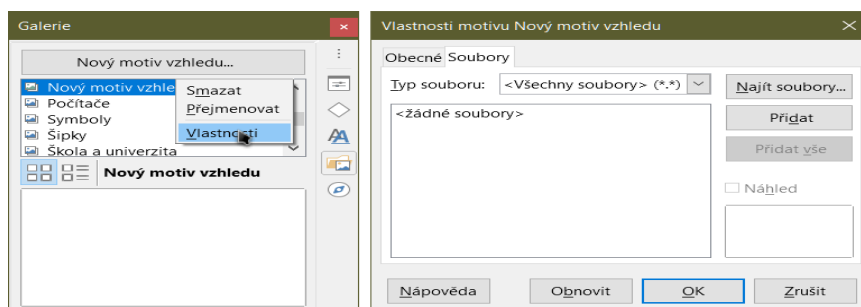 Galerie
Nový motiv vzhledu...
Nový motiv vzhle
Počítače
Symboly
Šipky
Škola a univerzita
Smazat
Přejmenovat
Vlastnosti
Nový motiv vzhledu
Vlastnosti motivu Nový motiv vzhledu
Obecné Soubory
Typ souboru: <Všechny soubory> (*.*)
Najít soubory...
<žádné soubory>
Přidat
Přidat vše
Náhled
Nápověda Obnovit OK Zrušit